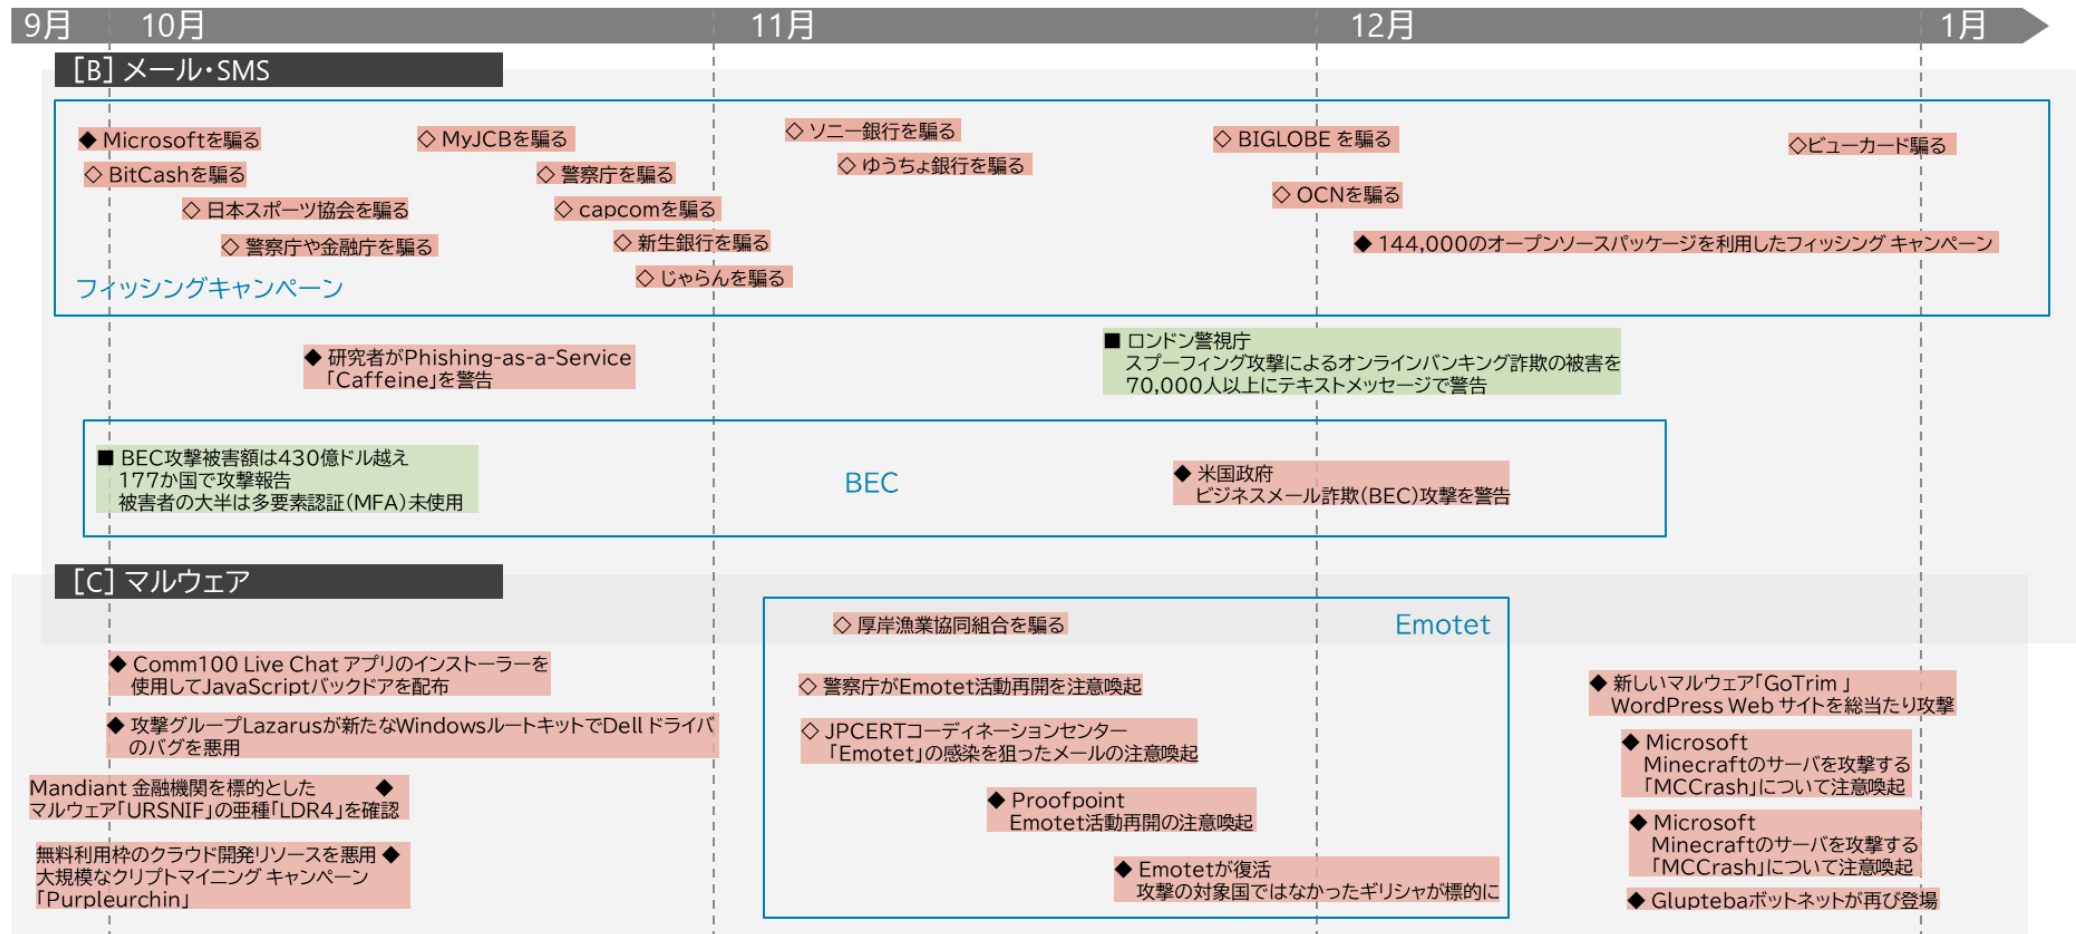 9月 10月 11月 12月 1月
[B] メール・SMS
◆ Microsoftを騙る
◇ BitCashを騙る
◇ 日本スポーツ協会を騙る
◇ 警察庁や金融庁を騙る
◇ MyJCBを騙る
◇ 警察庁を騙る
◇ capcomを騙る
◇ 新生銀行を騙る
◇ じゃらんを騙る
◇ ソニー銀行を騙る
◇ ゆうちょ銀行を騙る
◇ BIGLOBE を騙る
◇ OCNを騙る
◆ 144,000のオープンソースパッケージを利用したフィッシング キャンペーン
◇ビューカード騙る
フィッシングキャンペーン
◆ 研究者がPhishing-as-a-Service
「Caffeine」を警告
■ ロンドン警視庁
スプーフィング攻撃によるオンラインバンキング詐欺の被害を
70,000人以上にテキストメッセージで警告
■ BEC攻撃被害額は430億ドル越え
177か国で攻撃報告
被害者の大半は多要素認証(MFA)未使用
BEC
◆ 米国政府
ビジネスメール詐欺(BEC)攻撃を警告
[C] マルウェア
◆ Comm100 Live Chat アプリのインストーラーを
使用してJavaScriptバックドアを配布
◆ 攻撃グループLazarusが新たなWindowsルートキットでDell ドライバ
のバグを悪用
Mandiant 金融機関を標的とした ◆
マルウェア「URSNIF」の亜種「LDR4」を確認
無料利用枠のクラウド開発リソースを悪用 ◆
大規模なクリプトマイニング キャンペーン
「Purpleurchin」
Emotet
◇ 厚岸漁業協同組合を騙る
◇ 警察庁がEmotet活動再開を注意喚起
◇ JPCERTコーディネーションセンター
「Emotet」の感染を狙ったメールの注意喚起
◆ Proofpoint
Emotet活動再開の注意喚起
◆ Emotetが復活
攻撃の対象国ではなかったギリシャが標的に
◆ 新しいマルウェア「GoTrim 」
WordPress Web サイトを総当たり攻撃
◆ Microsoft
Minecraftのサーバを攻撃する
「MCCrash」について注意喚起
◆ Microsoft
Minecraftのサーバを攻撃する
「MCCrash」について注意喚起
◆ Gluptebaボットネットが再び登場